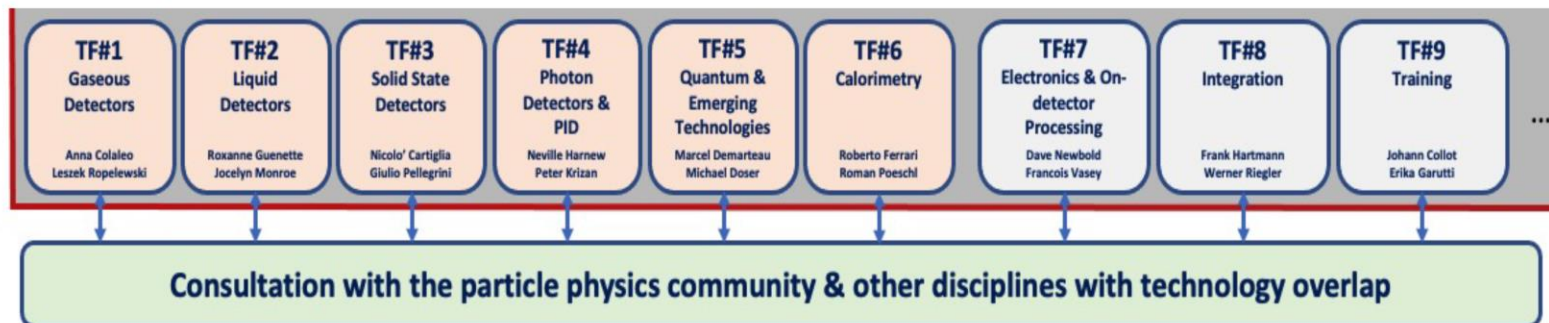 TF#1
Gaseous
Detectors
Anna Colaleo
Leszek Ropelewski
TF#2
Liquid
Detectors
Roxanne Guenette
Jocelyn Monroe
TF#3
Solid State
Detectors
Nicolo' Cartiglia
Giulio Pellegrini
TF#4
Photon
Detectors &
PID
Neville Harnew
Peter Krizan
TF#5
Quantum &
Emerging
Technologies
Marcel Demarteau
Michael Doser
TF#6
Calorimetry
Roberto Ferrari
Roman Poeschl
TF#7
Electronics & On-
detector
Processing
Dave Newbold
Francois Vasey
TF#8
Integration
Frank Hartmann
Werner Riegler
TF#9
Training
Johann Collot
Erika Garutti
...
Consultation with the particle physics community & other disciplines with technology overlap